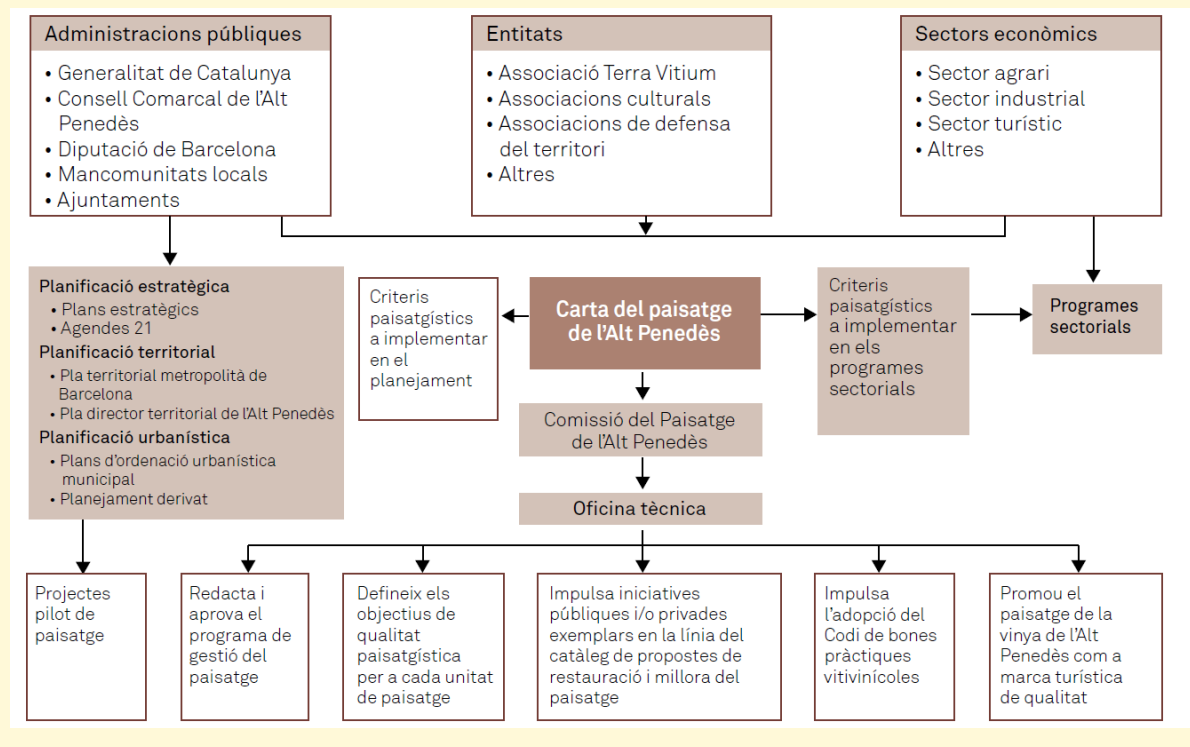 Administracions públiques
• Generalitat de Catalunya
• Consell Comarcal de l'Alt
Penedès
• Diputació de Barcelona
• Mancomunitats locals
• Ajuntaments
Entitats
• Associació Terra Vitium
• Associacions culturals
• Associacions de defensa
del territori
• Altres
Sectors econòmics
• Sector agrari
• Sector industrial
• Sector turístic
• Altres
Planificació estratègica
• Plans estratègics
• Agendes 21
Planificació territorial
• Pla territorial metropolità de
Barcelona
• Pla director territorial de l'Alt Penedès
Planificació urbanística
• Plans d'ordenació urbanística
municipal
• Planejament derivat
Criteris
paisatgístics
a implementar
en el
planejament
Carta del paisatge
de l'Alt Penedès
Criteris
paisatgístics
a implementar
en els
programes
sectorials
Programes
sectorials
Comissió del Paisatge
de l'Alt Penedès
Oficina tècnica
Projectes
pilot de
paisatge
Redacta i
aprova el
programa de
gestió del
paisatge
Defineix els
objectius de
qualitat
paisatgística
per a cada unitat
de paisatge
Impulsa iniciatives
públiques i/o privades
exemplars en la línia del
catàleg de propostes de
restauració i millora del
paisatge
Impulsa
l'adopció del
Codi de bones
pràctiques
vitivinícoles
Promou el
paisatge de la
vinya de l'Alt
Penedès com a
marca turística
de qualitat